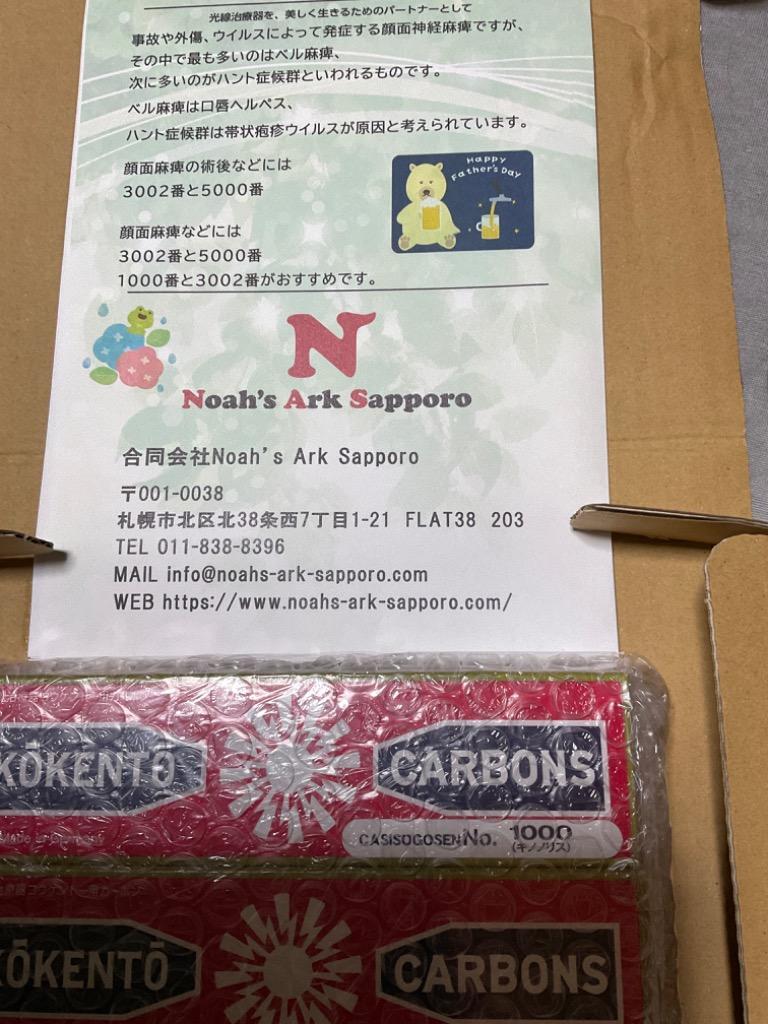 光線治療器を、美しく生きるためのパートナーとして
事故や外傷、ウイルスによって発症する顔面神経麻痺ですが、
その中で最も多いのはベル麻痺、
次に多いのがハント症候群といわれるものです。
ベル麻痺は口唇ヘルペス、
ハント症候群は帯状疱疹ウイルスが原因と考えられています。
顔面麻痺の術後などには
3002番と5000番
Happy
Father's Day
顔面麻痺などには
3002番と5000番
1000番と3002番がおすすめです。
N
Noah's Ark Sapporo
合同会社Noah's Ark Sapporo
〒001-0038
札幌市北区北38条西7丁目1-21 FLAT38 203
TEL 011-838-8396
MAIL info@noahs-ark-sapporo.com
WEB https://www.noahs-ark-sapporo.com/
KŌKENTŌ CARBONS
CASISOGOSEN No. 1000
(キノノリス)
KŌKENTŌ CARBONS